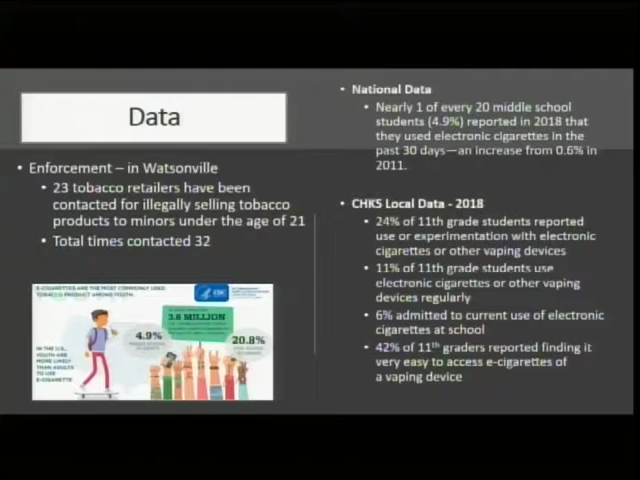 Data
• Enforcement – in Watsonville
• 23 tobacco retailers have been
contacted for illegally selling tobacco
products to minors under the age of 21
• Total times contacted 32
E-CIGARETTES ARE THE MOST COMMONLY USED
TOBACCO PRODUCT AMONG YOUTH.
CDC
3.6 MILLION
4.9%
20.8%
IN THE U.S.,
YOUTH ARE
MORE LIKELY
THAN ADULTS
TO USE
E-CIGARETTES
• National Data
• Nearly 1 of every 20 middle school
students (4.9%) reported in 2018 that
they used electronic cigarettes in the
past 30 days—an increase from 0.6% in
2011.
• CHKS Local Data - 2018
• 24% of 11th grade students reported
use or experimentation with electronic
cigarettes or other vaping devices
• 11% of 11th grade students use
electronic cigarettes or other vaping
devices regularly
• 6% admitted to current use of electronic
cigarettes at school
• 42% of 11th graders reported finding it
very easy to access e-cigarettes of
a vaping device